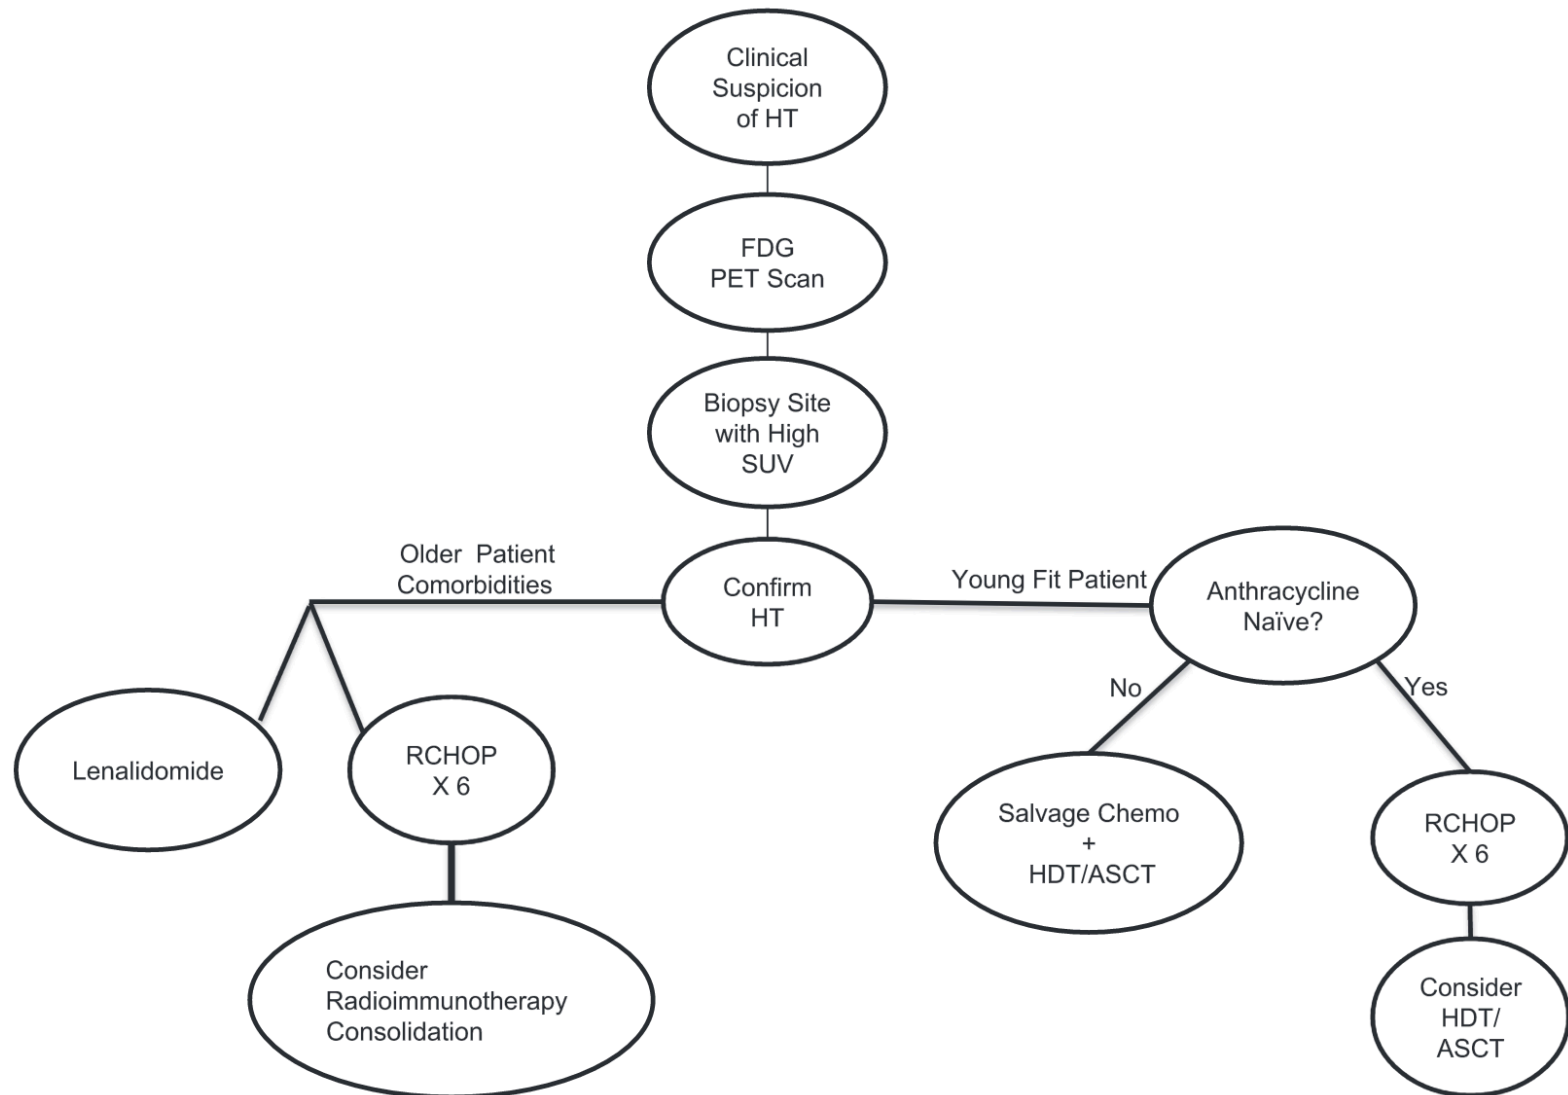 Clinical
Suspicion
of HT
FDG
PET Scan
Biopsy Site
with High
SUV
Older Patient
Comorbidities
Confirm
HT
Young Fit Patient
Anthracycline
Naïve?
No
Yes
Lenalidomide
RCHOP
X 6
Salvage Chemo
+
HDT/ASCT
RCHOP
X 6
Consider
Radioimmunotherapy
Consolidation
Consider
HDT/
ASCT